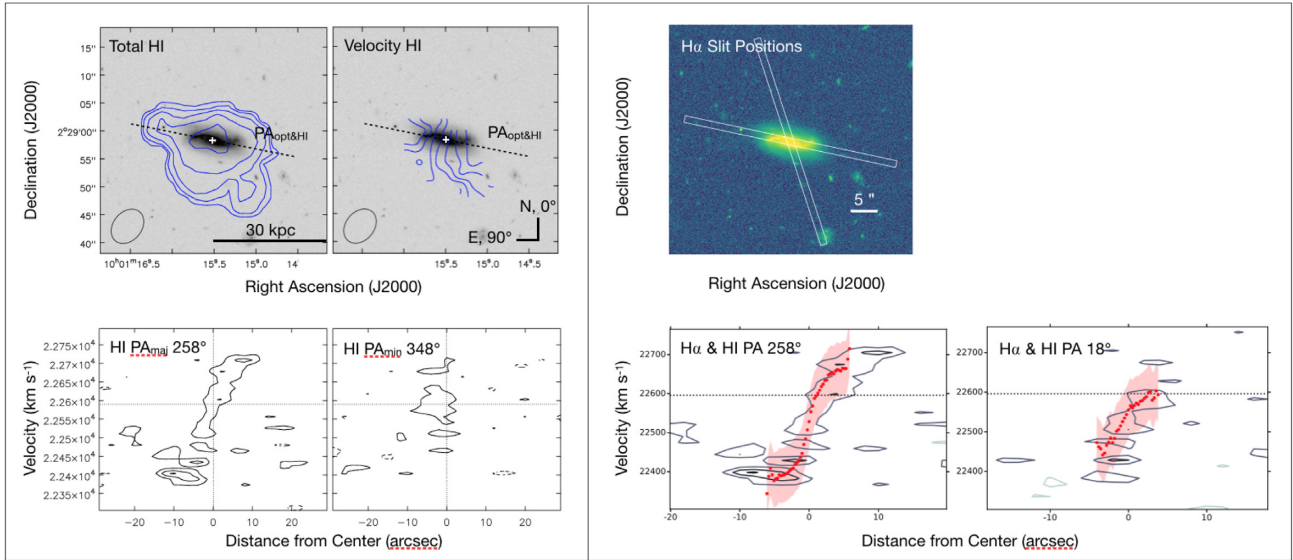 Total HI
Velocity HI
Hα Slit Positions
Declination (J2000)
Declination (J2000)
15"
10"
05"
2°29'00"
55"
50"
45"
40"
PAopt&HI
PAopt&HI
N, 0°
E, 90°
30 kpc
5 "
10ʰ01ᵐ16ˢ.5
15ˢ.5
15ˢ.0
14
15ˢ.5
15ˢ.0
14ˢ.5
Right Ascension (J2000)
Right Ascension (J2000)
HI PAmaj 258°
HI PAmin 348°
Hα & HI PA 258°
Hα & HI PA 18°
Velocity (km s⁻¹)
2.275×10⁴
2.27×10⁴
2.265×10⁴
2.26×10⁴
2.255×10⁴
2.25×10⁴
2.245×10⁴
2.24×10⁴
2.235×10⁴
−20 −10 0 10 20
−20 −10 0 10 20
Distance from Center (arcsec)
Velocity (km s⁻¹)
22700
22600
22500
22400
22700
22600
22500
22400
-20 −10 0 10
−10 0 10
Distance from Center (arcsec)